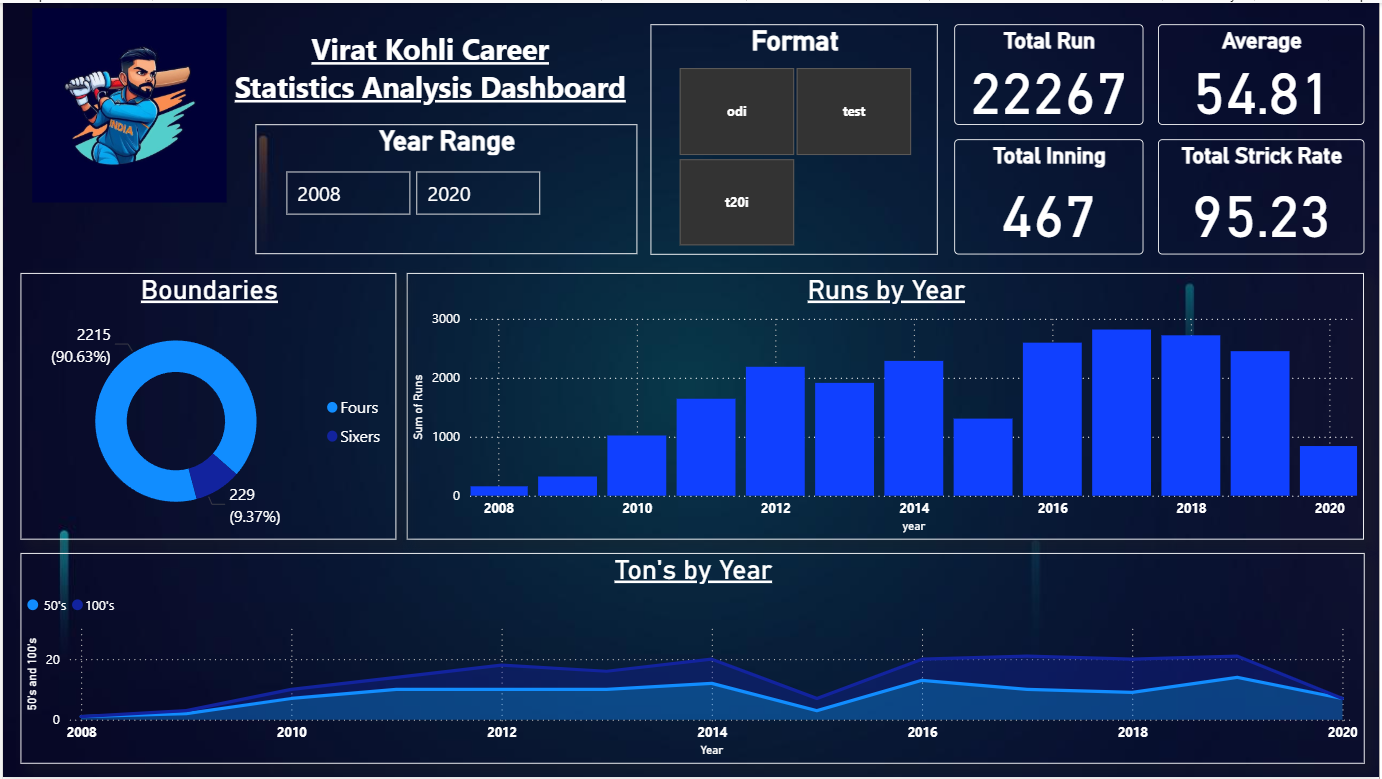 Virat Kohli Career
Statistics Analysis Dashboard
INDIA
Year Range
2008
2020
Format
odi
test
t20i
Total Run
22267
Average
54.81
Total Inning
467
Total Strick Rate
95.23
Boundaries
2215
(90.63%)
Fours
Sixers
229
(9.37%)
Runs by Year
Sum of Runs
3000
2000
1000
0
2008
2010
2012
2014
2016
2018
2020
year
Ton's by Year
50's
100's
50's and 100's
20
0
2008
2010
2012
2014
2016
2018
2020
Year